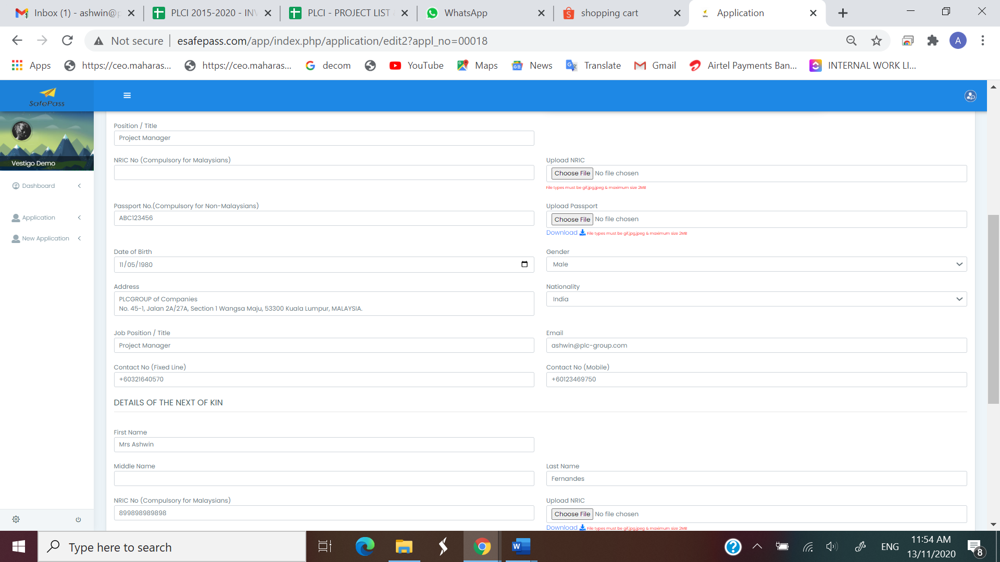 Inbox (1) - ashwin@p
PLCI 2015-2020 - INV
PLCI - PROJECT LIST
WhatsApp
shopping cart
Application
Not secure
esafepass.com/app/index.php/application/edit2?appl_no=00018
A
Apps
https://ceo.maharas...
https://ceo.maharas...
decom
YouTube
Maps
News
Translate
Gmail
Airtel Payments Ban...
INTERNAL WORK LI...
SafePass
Vestigo Demo
Dashboard
Application
New Application
Position / Title
Project Manager
NRIC No (Compulsory for Malaysians)
Upload NRIC
Choose File No file chosen
File types must be gif,jpg,jpeg & maximum size 2MB
Passport No.(Compulsory for Non-Malaysians)
ABC123456
Upload Passport
Choose File No file chosen
Download File types must be gif,jpg,jpeg & maximum size 2MB
Date of Birth
11/05/1980
Gender
Male
Address
PLCGROUP of Companies
No. 45-1, Jalan 2A/27A, Section 1 Wangsa Maju, 53300 Kuala Lumpur, MALAYSIA.
Nationality
India
Job Position / Title
Project Manager
Email
ashwin@plc-group.com
Contact No (Fixed Line)
+60321640570
Contact No (Mobile)
+60123469750
DETAILS OF THE NEXT OF KIN
First Name
Mrs Ashwin
Middle Name
Last Name
Fernandes
NRIC No (Compulsory for Malaysians)
899898989898
Upload NRIC
Choose File No file chosen
Download File types must be gif,jpg,jpeg & maximum size 2MB
Type here to search
ENG
11:54 AM
13/11/2020
8